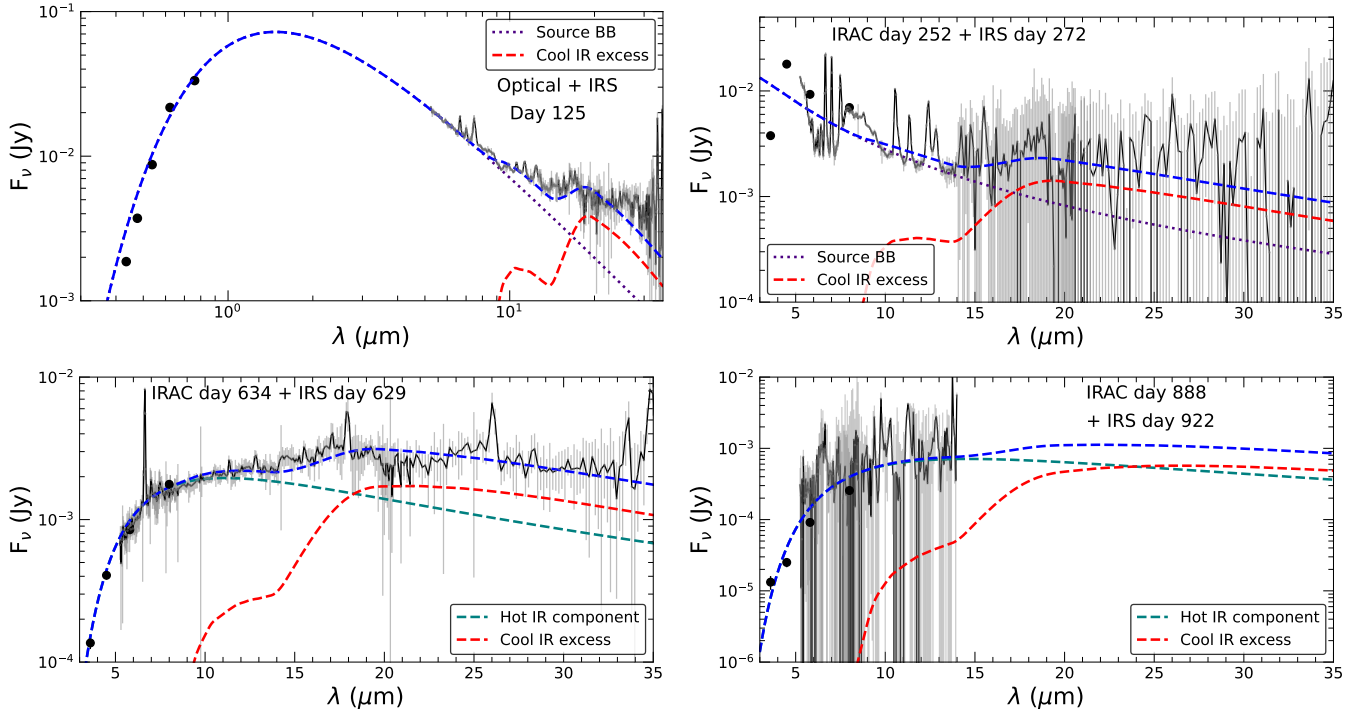 10⁻¹
10⁻²
10⁻³
F_ν (Jy)
10⁰
10¹
λ (μm)
Source BB
Cool IR excess
Optical + IRS
Day 125
IRAC day 252 + IRS day 272
10⁻²
10⁻³
10⁻⁴
F_ν (Jy)
Source BB
Cool IR excess
5 10 15 20 25 30 35
λ (μm)
IRAC day 634 + IRS day 629
10⁻²
10⁻³
10⁻⁴
F_ν (Jy)
Hot IR component
Cool IR excess
5 10 15 20 25 30 35
λ (μm)
IRAC day 888
+ IRS day 922
10⁻²
10⁻³
10⁻⁴
10⁻⁵
10⁻⁶
F_ν (Jy)
Hot IR component
Cool IR excess
5 10 15 20 25 30 35
λ (μm)